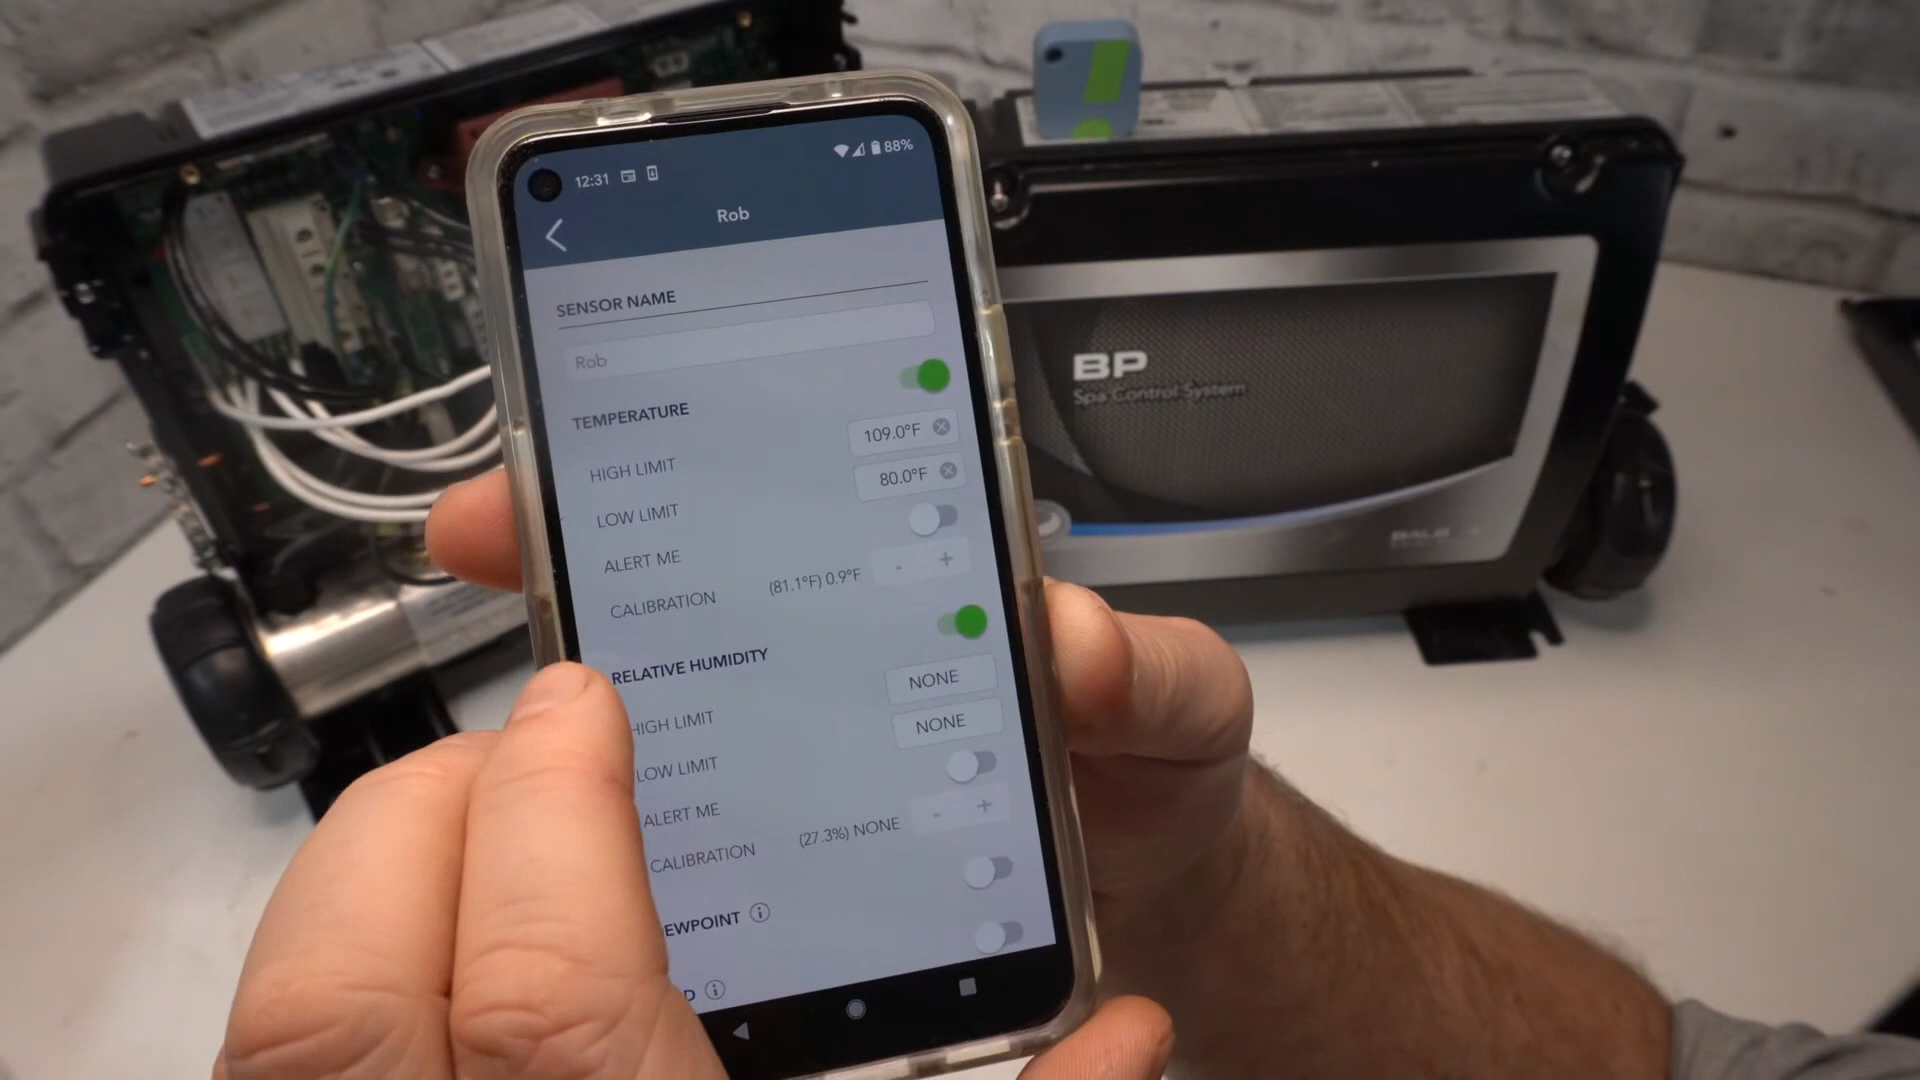 12:31 88%
Rob
SENSOR NAME
Rob
TEMPERATURE
HIGH LIMIT 109.0°F
LOW LIMIT 80.0°F
ALERT ME
CALIBRATION (81.1°F) 0.9°F - +
RELATIVE HUMIDITY
HIGH LIMIT NONE
LOW LIMIT NONE
ALERT ME
CALIBRATION (27.3%) NONE - +
EWPOINT
D
BP
Spa Control System